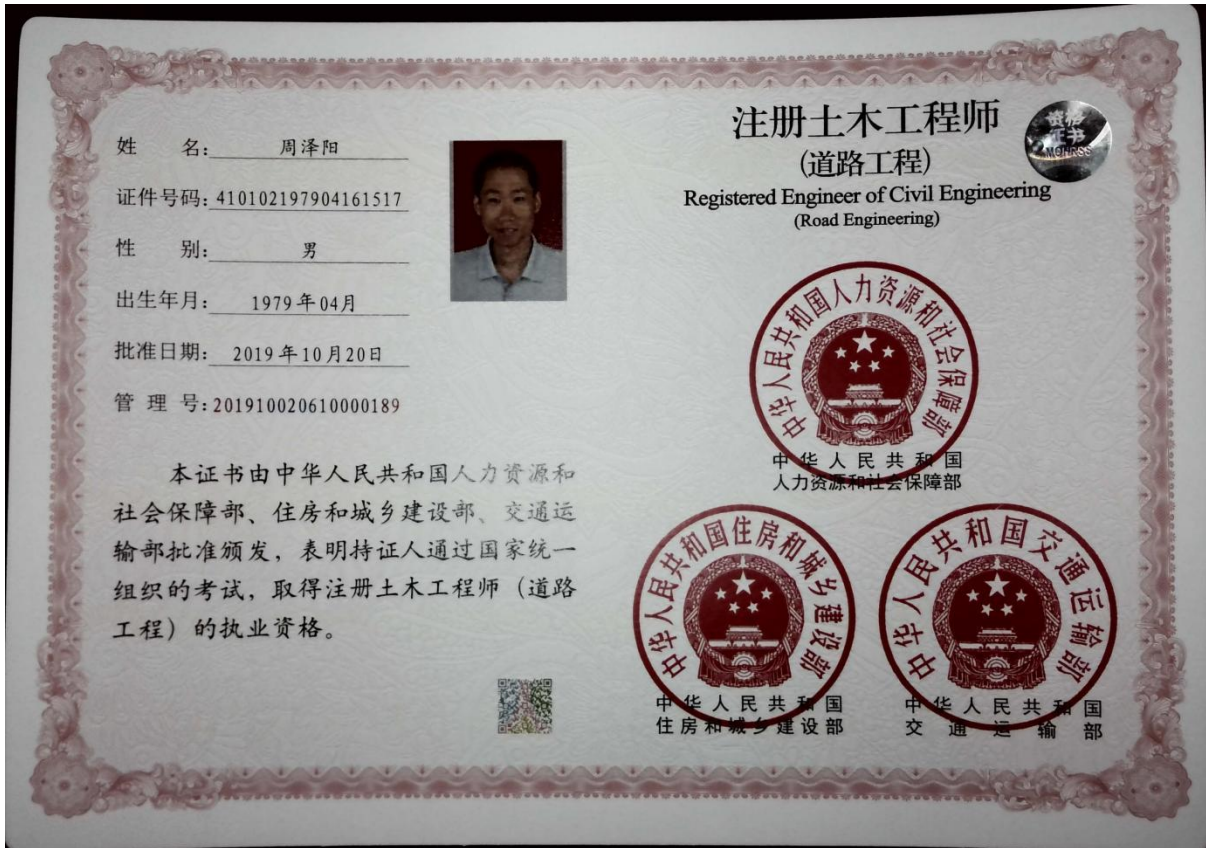 姓 名: 周泽阳
证件号码: 410102197904161517
性 别: 男
出生年月: 1979年04月
批准日期: 2019年10月20日
管 理 号: 201910020610000189
本证书由中华人民共和国人力资源和
社会保障部、住房和城乡建设部、交通运
输部批准颁发，表明持证人通过国家统一
组织的考试，取得注册土木工程师（道路
工程）的执业资格。
注册土木工程师
(道路工程)
Registered Engineer of Civil Engineering
(Road Engineering)
资格
证书
MOHRSS
中华人民共和国人力资源和社会保障部
中华人民共和国
人力资源和社会保障部
中华人民共和国住房和城乡建设部
中华人民共和国
住房和城乡建设部
中华人民共和国交通运输部
中华人民共和国
交通运输部